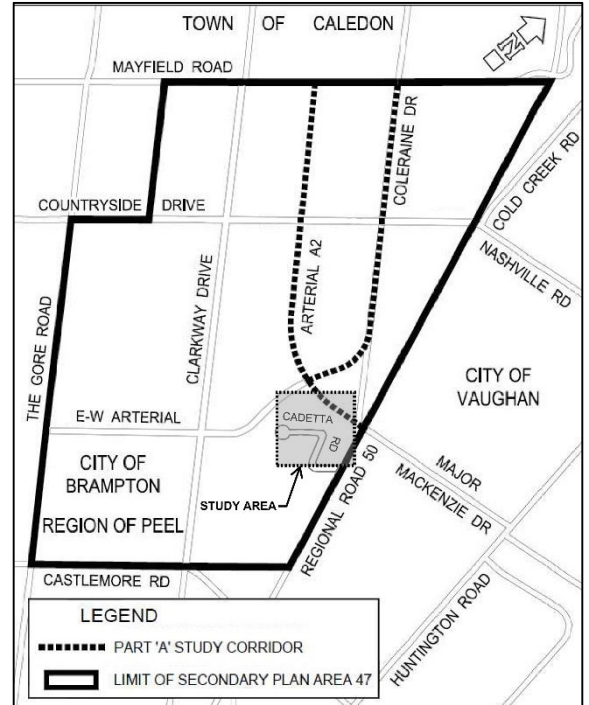 TOWN OF CALEDON
MAYFIELD ROAD
N
COLERAINE DR
COLD CREEK RD
COUNTRYSIDE DRIVE
NASHVILLE RD
ARTERIAL A2
CLARKWAY DRIVE
THE GORE ROAD
CITY OF
VAUGHAN
E-W ARTERIAL
CADETTA
RD
CITY OF
BRAMPTON
STUDY AREA
REGION OF PEEL
REGIONAL ROAD 50
MAJOR
MACKENZIE DR
CASTLEMORE RD
HUNTINGTON ROAD
LEGEND
PART 'A' STUDY CORRIDOR
LIMIT OF SECONDARY PLAN AREA 47